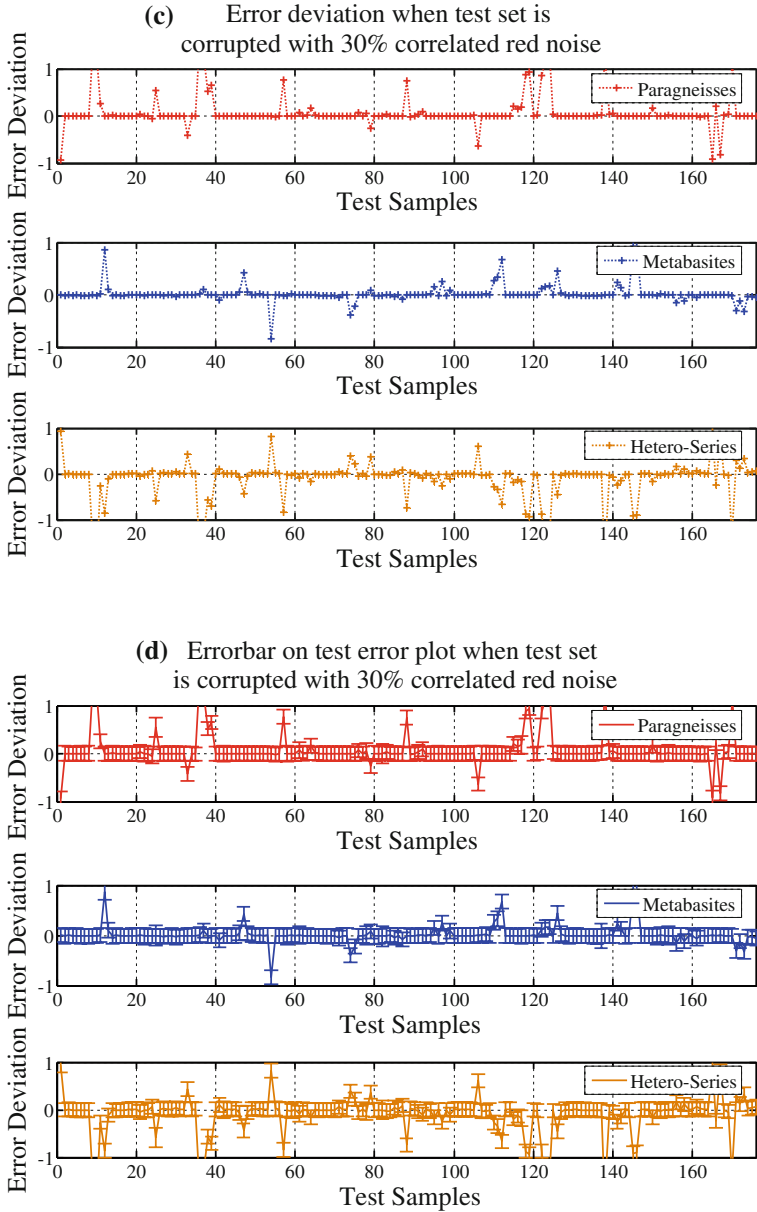 (c) Error deviation when test set is
corrupted with 30% correlated red noise
Error Deviation
1
0
-1
Paragneisses
0 20 40 60 80 100 120 140 160
Test Samples
Error Deviation
1
0
-1
Metabasites
0 20 40 60 80 100 120 140 160
Test Samples
Error Deviation
1
0
-1
Hetero-Series
0 20 40 60 80 100 120 140 160
Test Samples
(d) Errorbar on test error plot when test set
is corrupted with 30% correlated red noise
Error Deviation
1
0
-1
Paragneisses
0 20 40 60 80 100 120 140 160
Test Samples
Error Deviation
1
0
-1
Metabasites
0 20 40 60 80 100 120 140 160
Test Samples
Error Deviation
1
0
-1
Hetero-Series
0 20 40 60 80 100 120 140 160
Test Samples